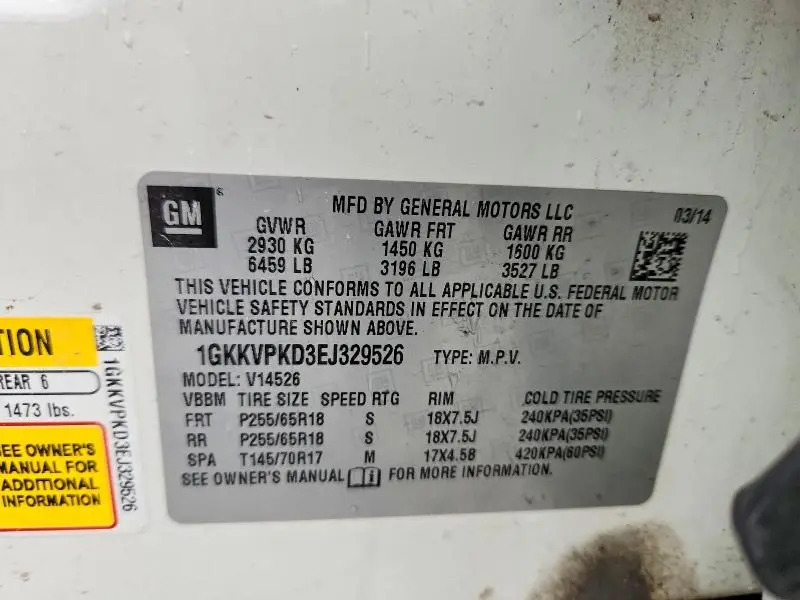 GM
MFD BY GENERAL MOTORS LLC
03/14
GVWR GAWR FRT GAWR RR
2930 KG 1450 KG 1600 KG
6459 LB 3196 LB 3527 LB
THIS VEHICLE CONFORMS TO ALL APPLICABLE U.S. FEDERAL MOTOR
VEHICLE SAFETY STANDARDS IN EFFECT ON THE DATE OF
MANUFACTURE SHOWN ABOVE.
1GKKVPKD3EJ329526 TYPE: M.P.V.
MODEL: V14526
VBBM TIRE SIZE SPEED RTG RIM COLD TIRE PRESSURE
FRT P255/65R18 S 18X7.5J 240KPA(35PSI)
RR P255/65R18 S 18X7.5J 240KPA(35PSI)
SPA T145/70R17 M 17X4.5B 420KPA(60PSI)
SEE OWNER'S MANUAL FOR MORE INFORMATION.
TION
REAR 6
1473 lbs.
SEE OWNER'S
MANUAL FOR
ADDITIONAL
INFORMATION
1GKKVPKD3EJ329526